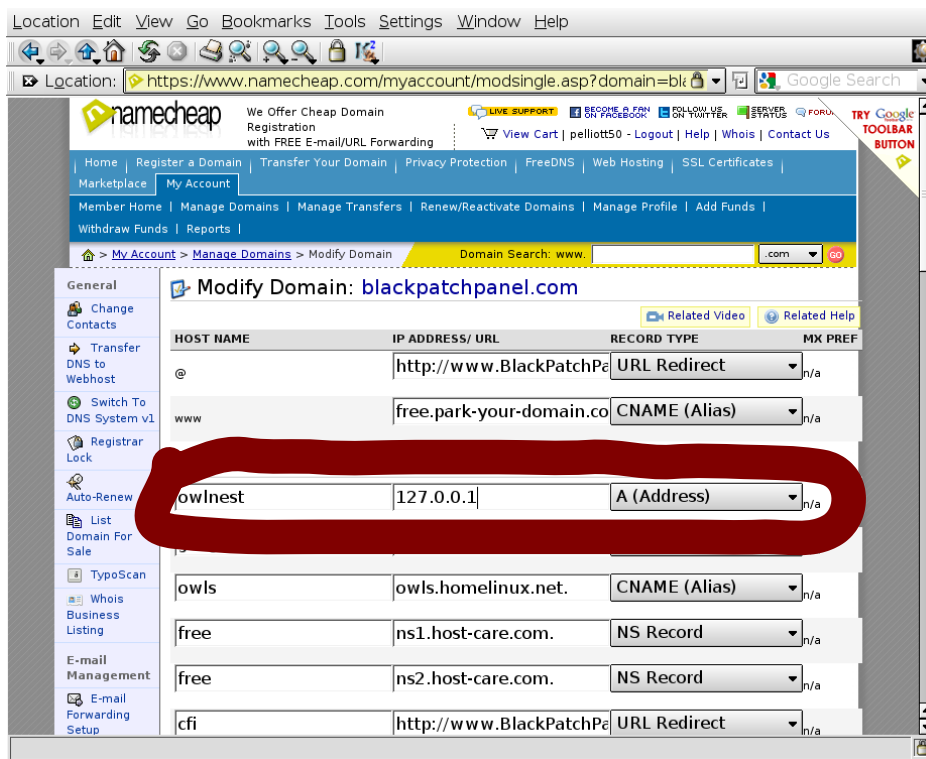 Location Edit View Go Bookmarks Tools Settings Window Help
Location: https://www.namecheap.com/myaccount/modsingle.asp?domain=bla Google Search
namecheap
We Offer Cheap Domain
Registration
with FREE E-mail/URL Forwarding
LIVE SUPPORT BECOME A FAN ON FACEBOOK FOLLOW US ON TWITTER SERVER STATUS FORU
View Cart | pelliott50 - Logout | Help | Whois | Contact Us
TRY Google
TOOLBAR
BUTTON
Home | Register a Domain | Transfer Your Domain | Privacy Protection | FreeDNS | Web Hosting | SSL Certificates |
Marketplace My Account
Member Home | Manage Domains | Manage Transfers | Renew/Reactivate Domains | Manage Profile | Add Funds |
Withdraw Funds | Reports |
> My Account > Manage Domains > Modify Domain Domain Search: www. .com GO
General
Change
Contacts
Transfer
DNS to
Webhost
Switch To
DNS System v1
Registrar
Lock
Auto-Renew
List
Domain For
Sale
TypoScan
Whois
Business
Listing
E-mail
Management
E-mail
Forwarding
Setup
Modify Domain: blackpatchpanel.com
Related Video Related Help
HOST NAME IP ADDRESS/ URL RECORD TYPE MX PREF
@ http://www.BlackPatchPa URL Redirect n/a
www free.park-your-domain.co CNAME (Alias) n/a
owlnest 127.0.0.1 A (Address) n/a
owls owls.homelinux.net. CNAME (Alias) n/a
free ns1.host-care.com. NS Record n/a
free ns2.host-care.com. NS Record n/a
cfi http://www.BlackPatchPa URL Redirect n/a